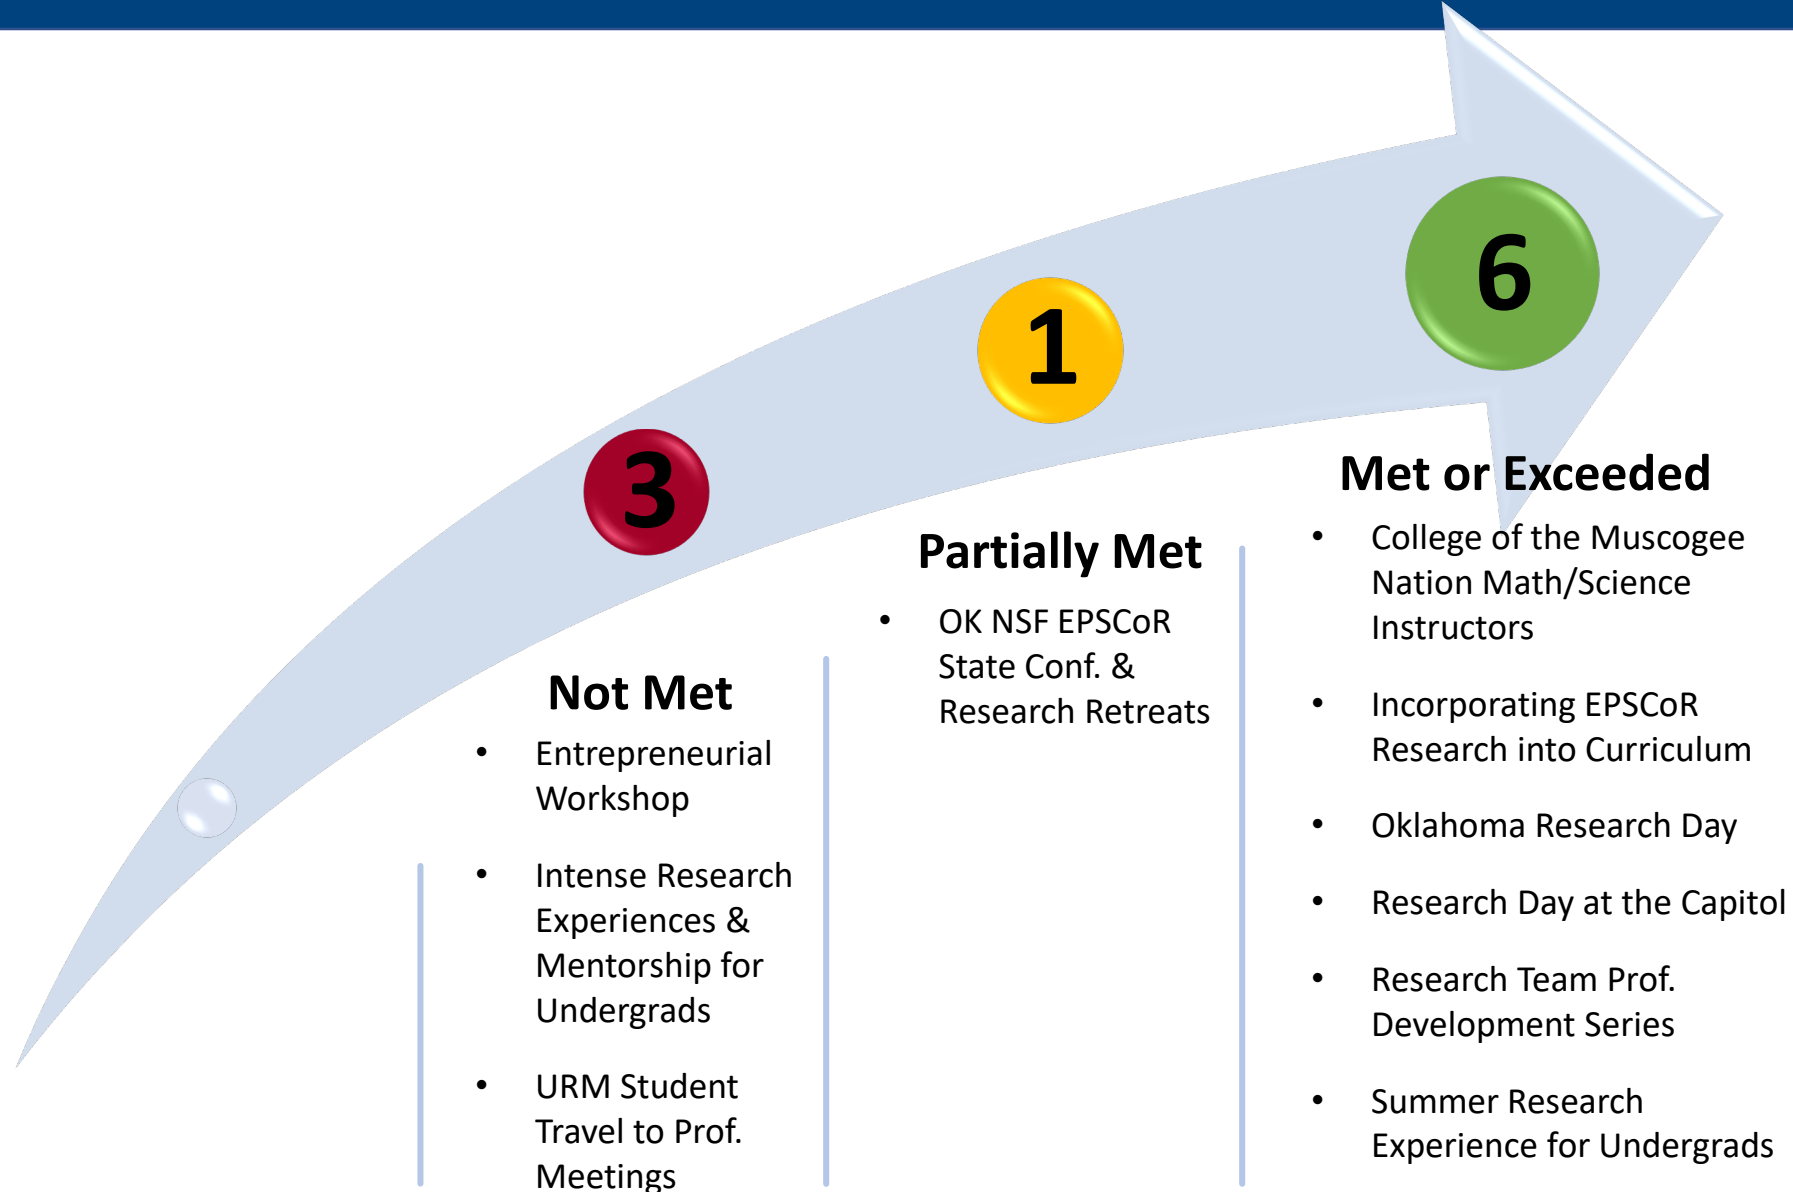 3
Not Met
• Entrepreneurial
Workshop
• Intense Research
Experiences &
Mentorship for
Undergrads
• URM Student
Travel to Prof.
Meetings
1
Partially Met
• OK NSF EPSCoR
State Conf. &
Research Retreats
6
Met or Exceeded
• College of the Muscogee
Nation Math/Science
Instructors
• Incorporating EPSCoR
Research into Curriculum
• Oklahoma Research Day
• Research Day at the Capitol
• Research Team Prof.
Development Series
• Summer Research
Experience for Undergrads